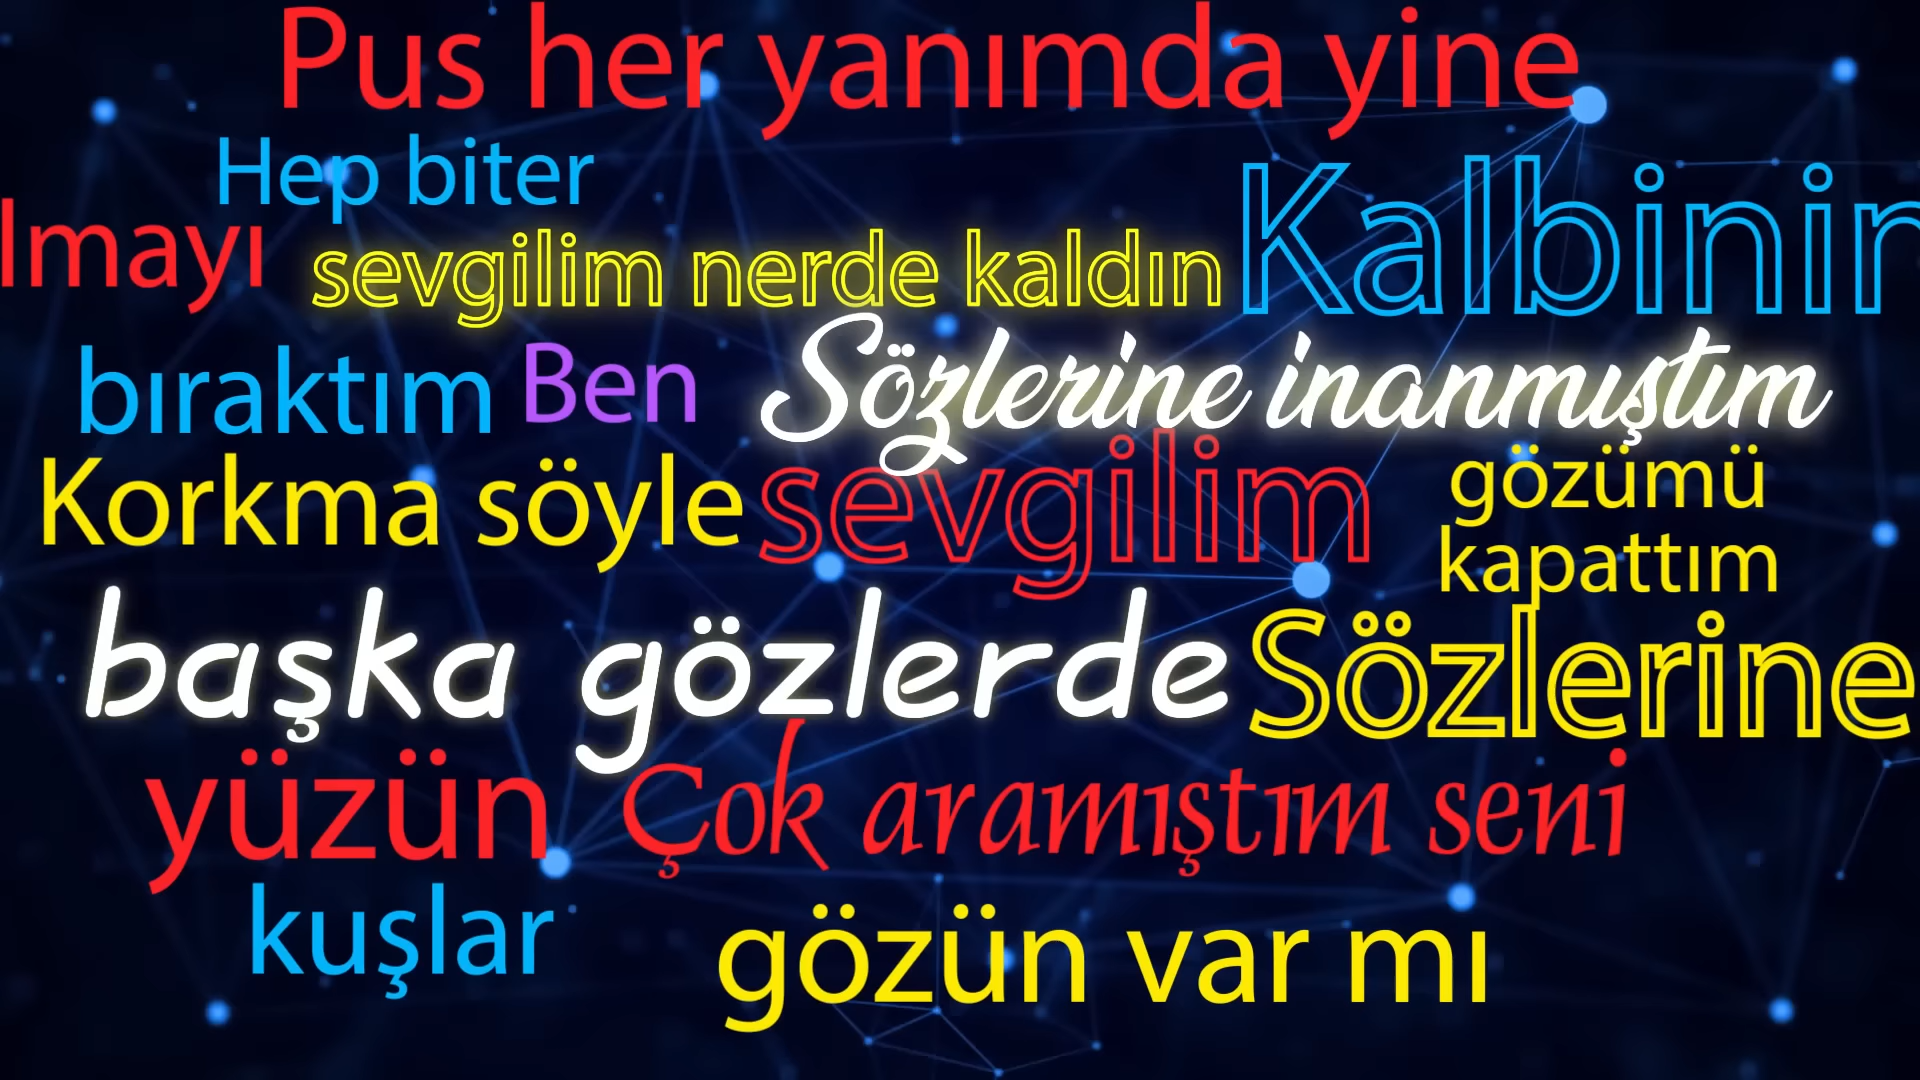 Pus her yanımda yine
Hep biter
lmayı
sevgilim nerde kaldın
Kalbinin
bıraktım
Ben
Sözlerine inanmıştım
Korkma söyle
sevgilim
gözümü
kapattım
başka gözlerde
Sözlerine
yüzün
Çok aramıştım seni
kuşlar
gözün var mı